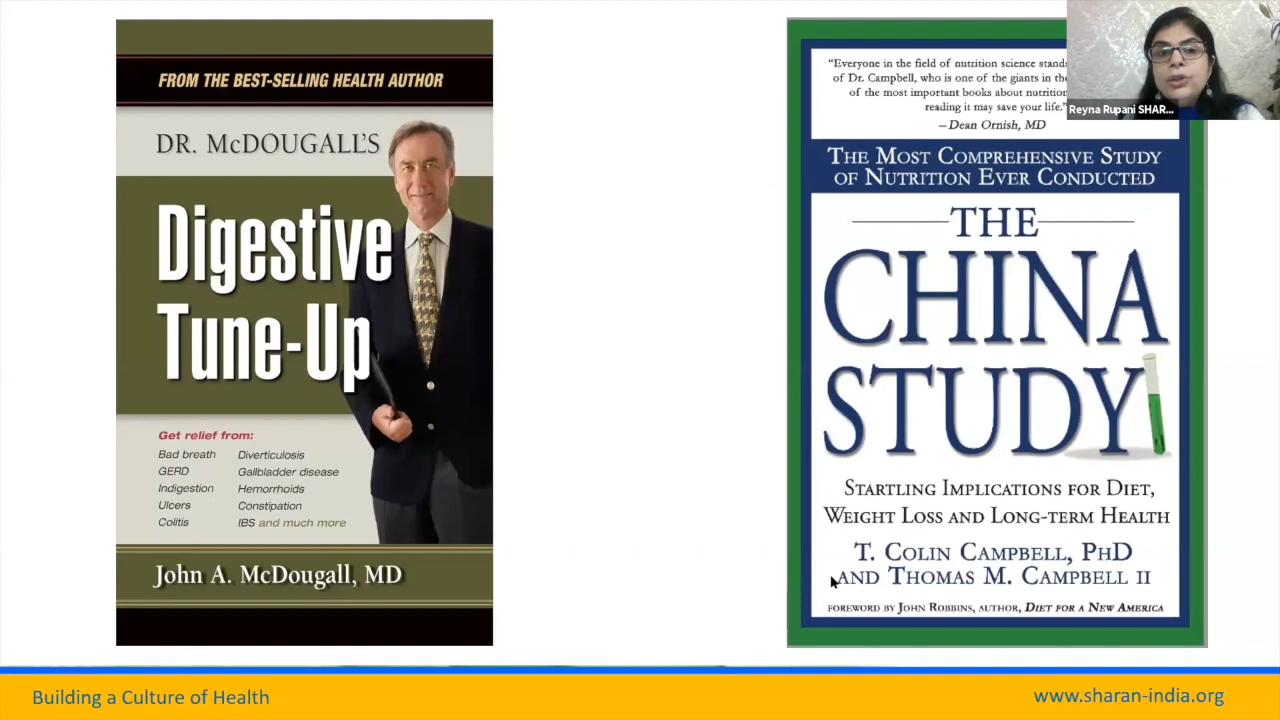 FROM THE BEST-SELLING HEALTH AUTHOR
DR. McDOUGALL'S
Digestive
Tune-Up
Get relief from:
Bad breath
GERD
Indigestion
Ulcers
Colitis
Diverticulosis
Gallbladder disease
Hemorrhoids
Constipation
IBS and much more
John A. McDougall, MD
"Everyone in the field of nutrition science stands
of Dr. Campbell, who is one of the giants in the
of the most important books about nutrition
reading it may save your life."
—Dean Ornish, MD
THE MOST COMPREHENSIVE STUDY
OF NUTRITION EVER CONDUCTED
THE
CHINA
STUDY
STARTLING IMPLICATIONS FOR DIET,
WEIGHT LOSS AND LONG-TERM HEALTH
T. COLIN CAMPBELL, PHD
AND THOMAS M. CAMPBELL II
FOREWORD BY JOHN ROBBINS, AUTHOR, DIET FOR A NEW AMERICA
Reyna Rupani SHAR...
Building a Culture of Health
www.sharan-india.org